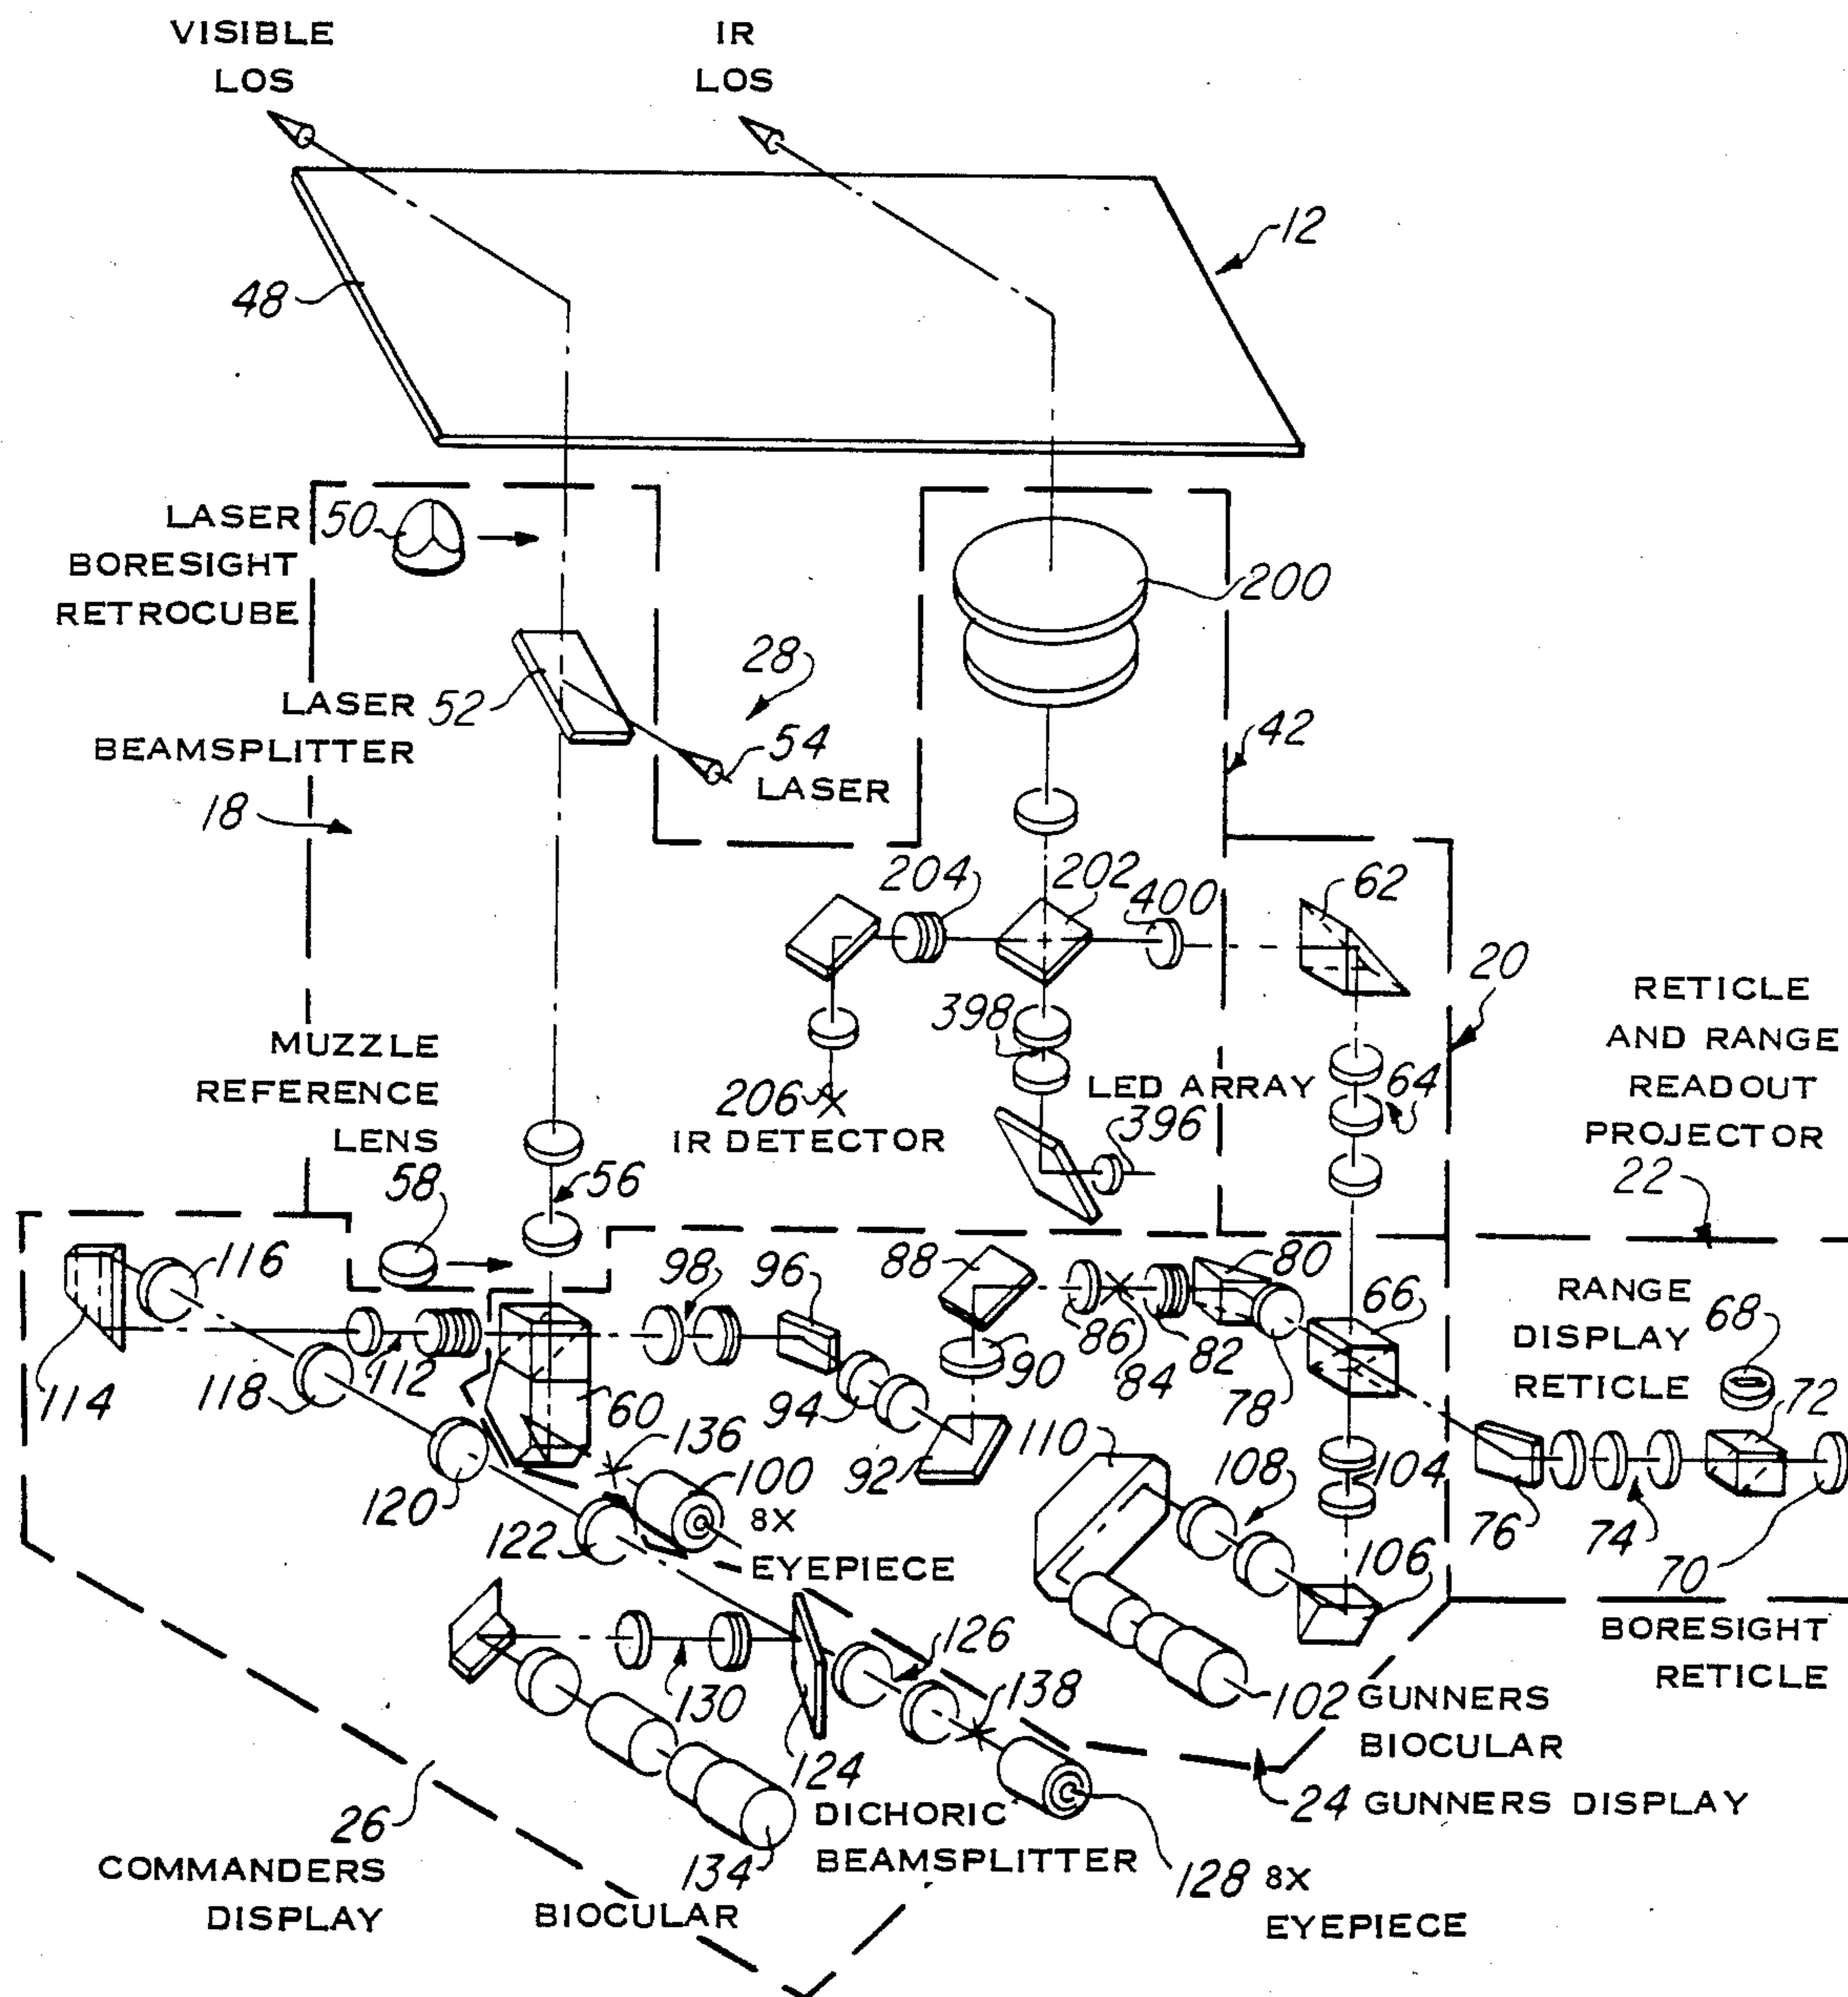 VISIBLE
LOS
IR
LOS
12
48
LASER
BORESIGHT
RETROCUBE
50
200
LASER
BEAMSPLITTER
52
28
54
LASER
42
18
204
202
400
62
20
RETICLE
AND RANGE
READOUT
PROJECTOR
22
MUZZLE
REFERENCE
LENS
398
LED ARRAY
64
206
IR DETECTOR
396
58
56
116
98
96
88
80
66
RANGE
DISPLAY
RETICLE
68
114
118
112
60
94
90
86
84
82
78
72
136
100
8X
EYEPIECE
92
110
108
104
76
74
70
120
122
106
BORESIGHT
RETICLE
130
126
138
102
GUNNERS
BIOCULAR
124
DICHORIC
BEAMSPLITTER
24
GUNNERS DISPLAY
26
COMMANDERS
DISPLAY
134
BIOCULAR
128
8X
EYEPIECE